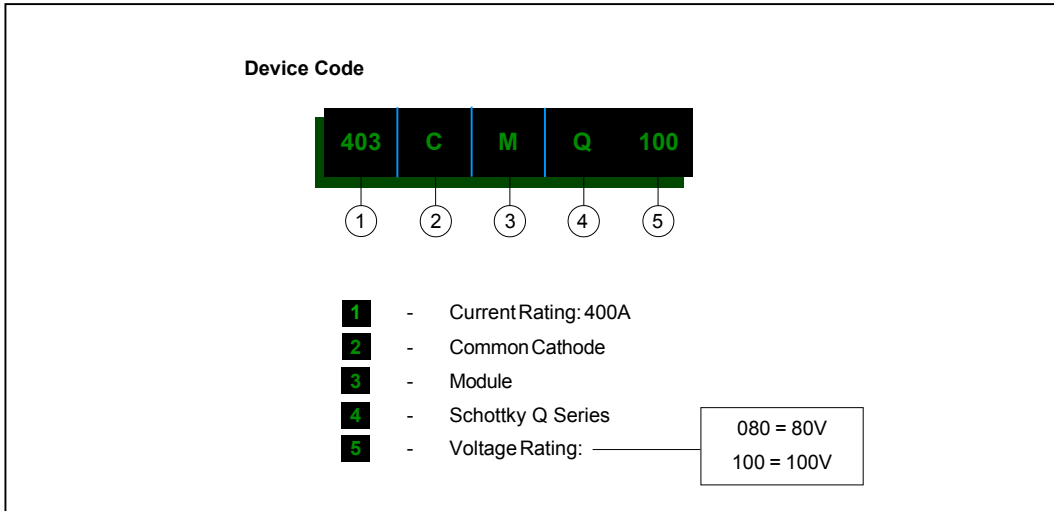 Device Code
403 C M Q 100
1 2 3 4 5
1 - Current Rating: 400A
2 - Common Cathode
3 - Module
4 - Schottky Q Series
5 - Voltage Rating:
080 = 80V
100 = 100V